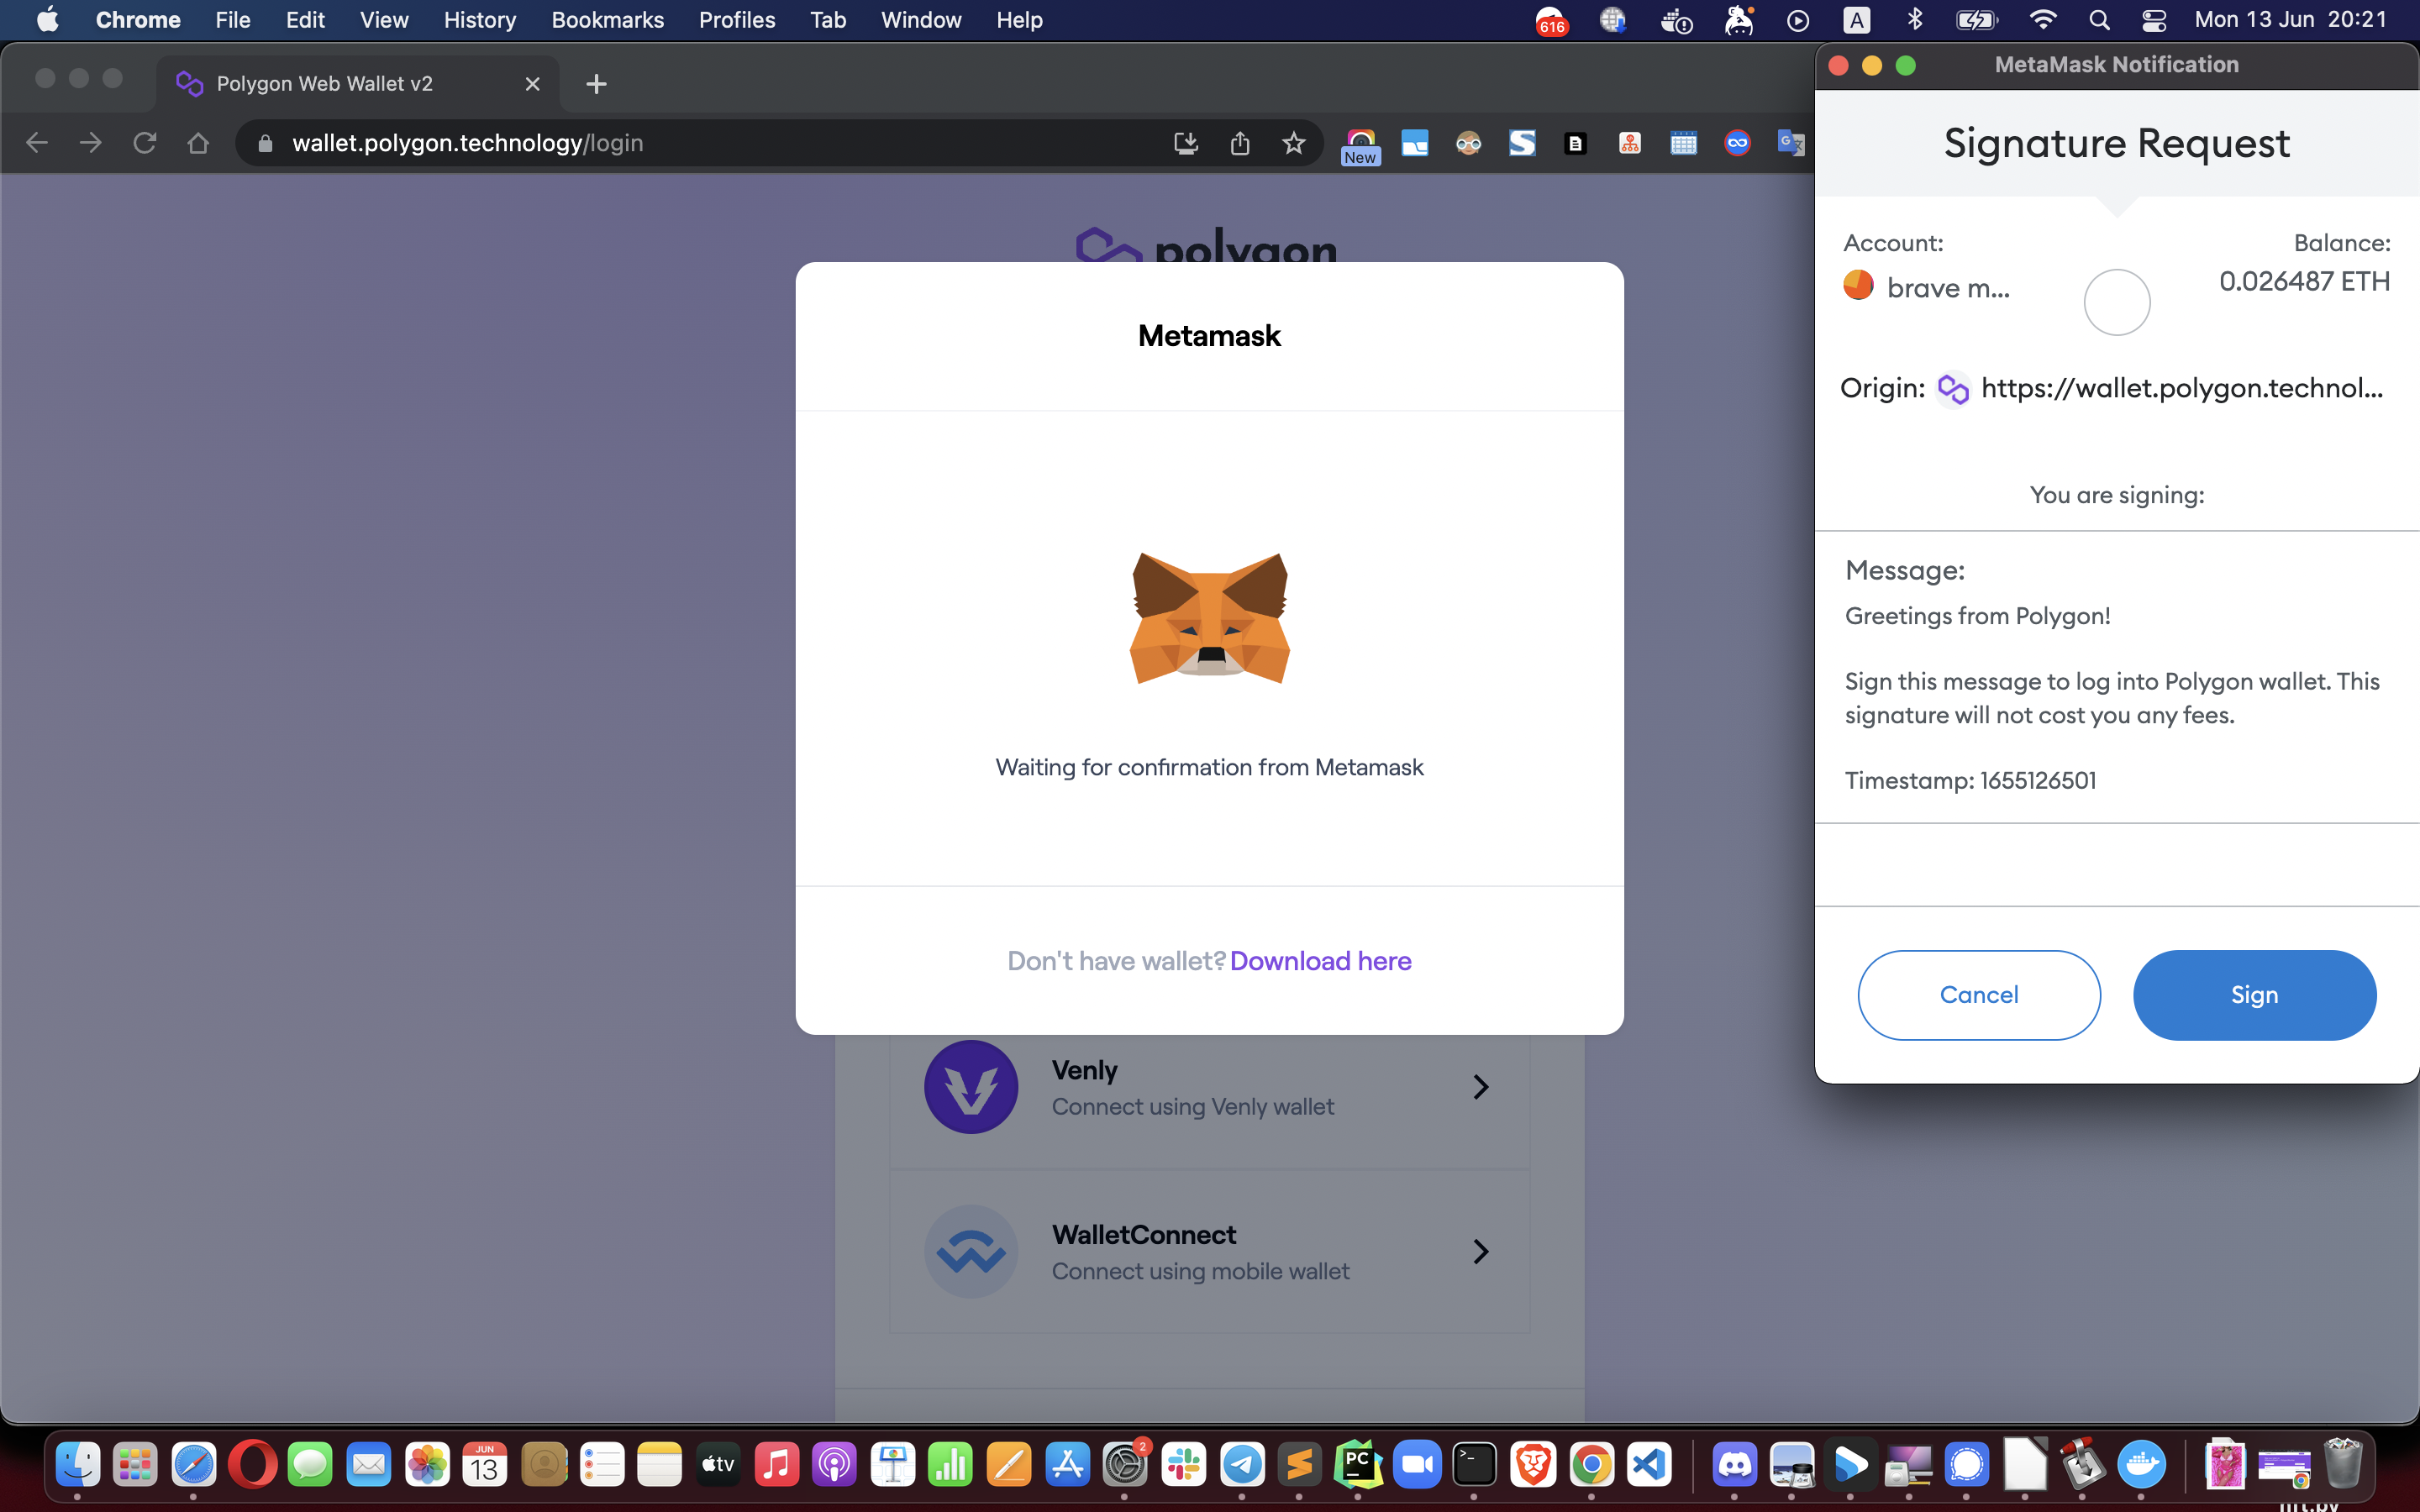 Chrome File Edit View History Bookmarks Profiles Tab Window Help
616
A
Mon 13 Jun 20:21
Polygon Web Wallet v2
wallet.polygon.technology/login
New
polygon
Metamask
Waiting for confirmation from Metamask
Don't have wallet? Download here
Venly
Connect using Venly wallet
WalletConnect
Connect using mobile wallet
MetaMask Notification
Signature Request
Account:
Balance:
brave m...
0.026487 ETH
Origin: https://wallet.polygon.technol...
You are signing:
Message:
Greetings from Polygon!
Sign this message to log into Polygon wallet. This
signature will not cost you any fees.
Timestamp: 1655126501
Cancel
Sign
JUN
13
tv
2
PC
nft.by